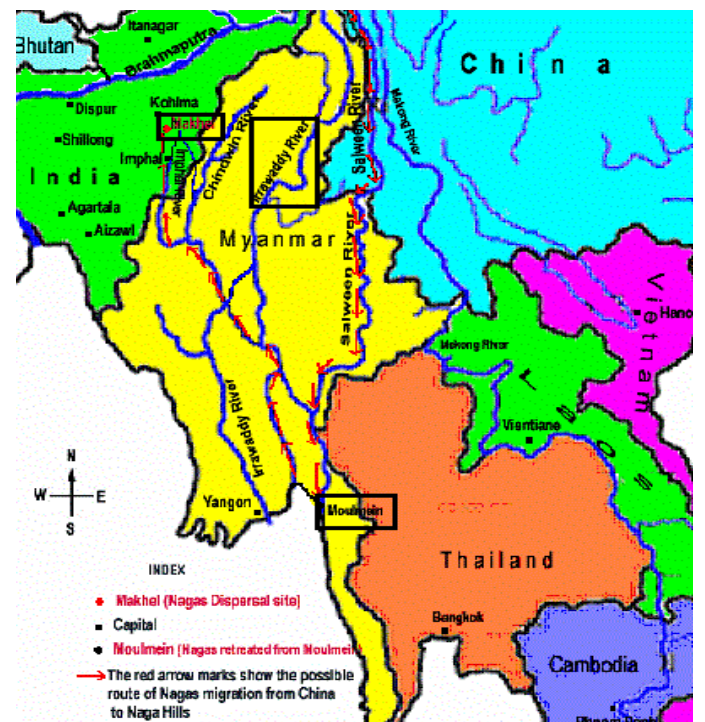 Itanagar
Bhutan
Brahmaputra
China
Dispur
Kohima
Makhel
Shillong
Imphal
India
Agartala
Aizawl
Chindwin River
Irrawaddy River
Salween River
Mekong River
Myanmar
Salween River
Vietnam
Hano
Mekong River
Laos
Vientiane
Irrawaddy River
N
W E
S
Yangon
Moulmein
Thailand
Bangkok
Cambodia
INDEX
Makhel (Nagas Dispersal site)
Capital
Moulmein (Nagas retreated from Moulmein
The red arrow marks show the possible
route of Nagas migration from China
to Naga Hills